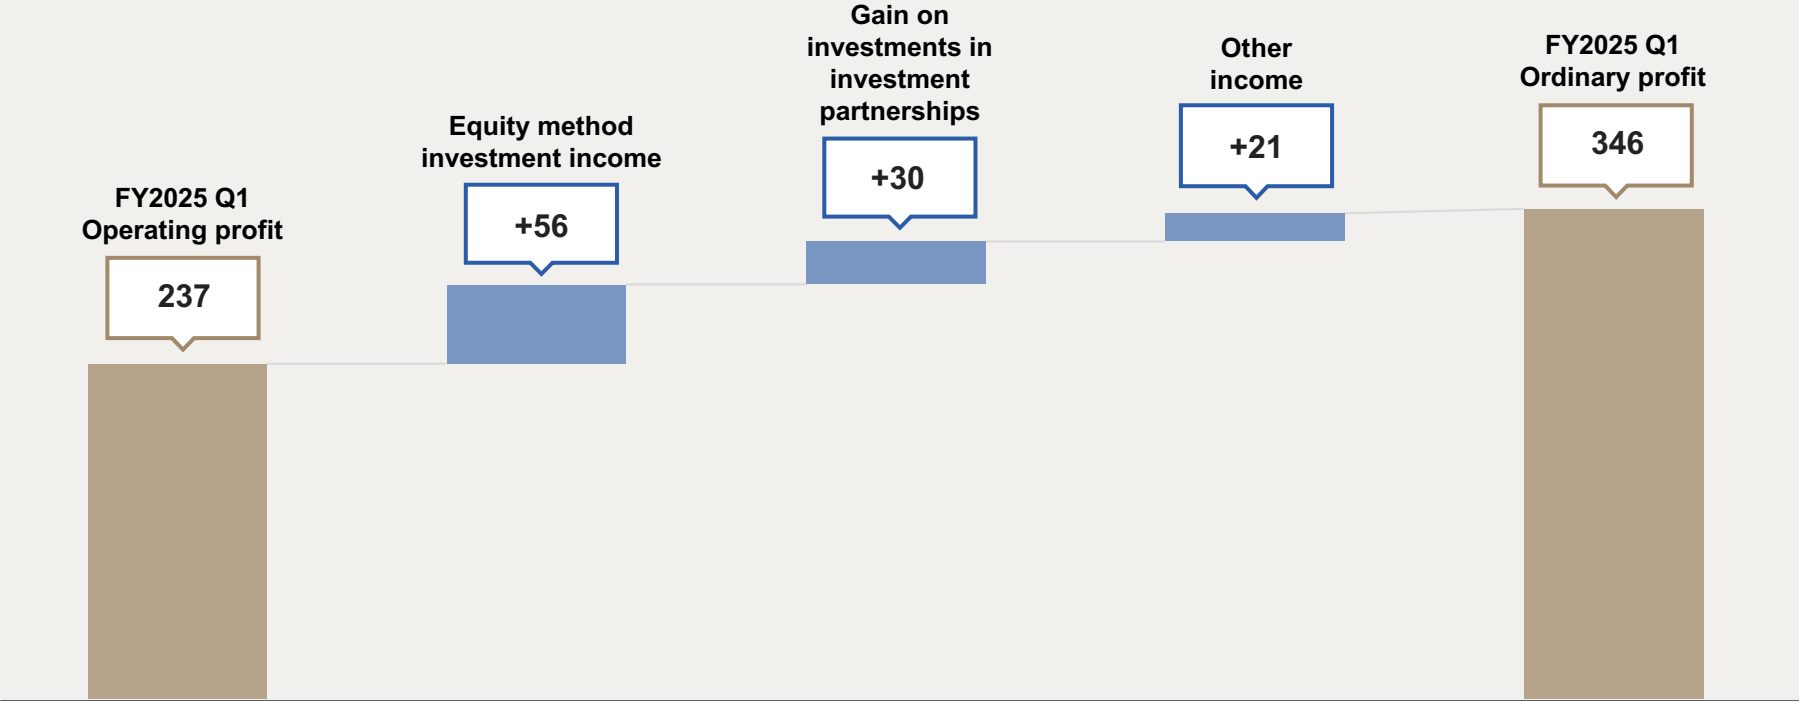 FY2025 Q1
Operating profit
237
Equity method
investment income
+56
Gain on
investments in
investment
partnerships
+30
Other
income
+21
FY2025 Q1
Ordinary profit
346